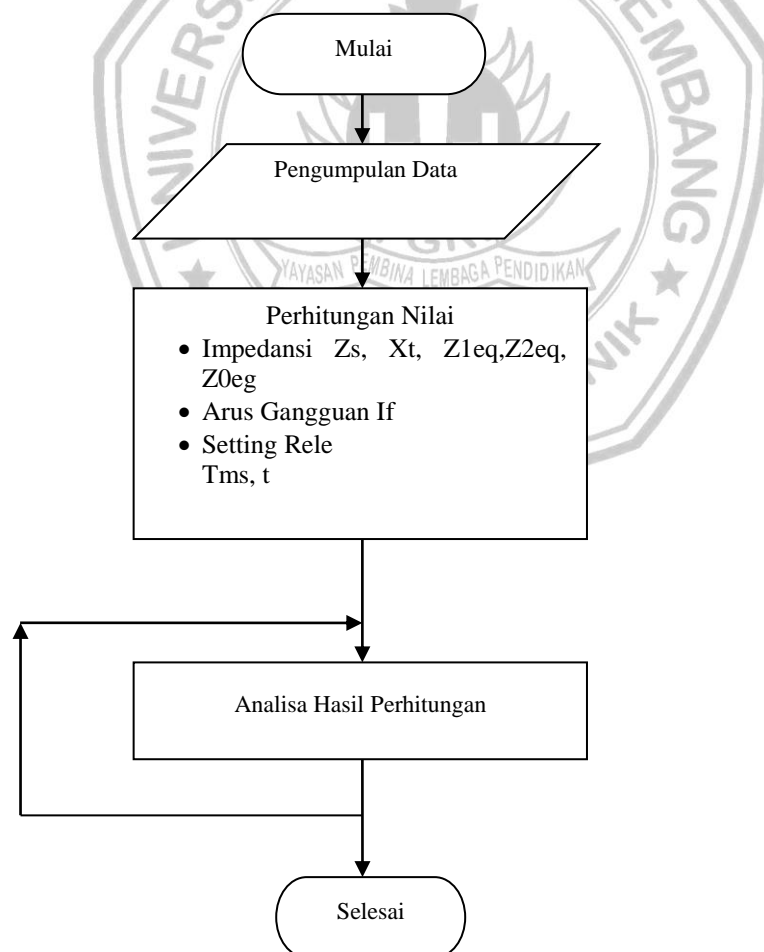 Mulai
Pengumpulan Data
YAYASAN PEMBINA LEMBAGA PENDIDIKAN
Perhitungan Nilai
• Impedansi Zs, Xt, Z1eq,Z2eq,
Z0eg
• Arus Gangguan If
• Setting Rele
Tms, t
Analisa Hasil Perhitungan
Selesai